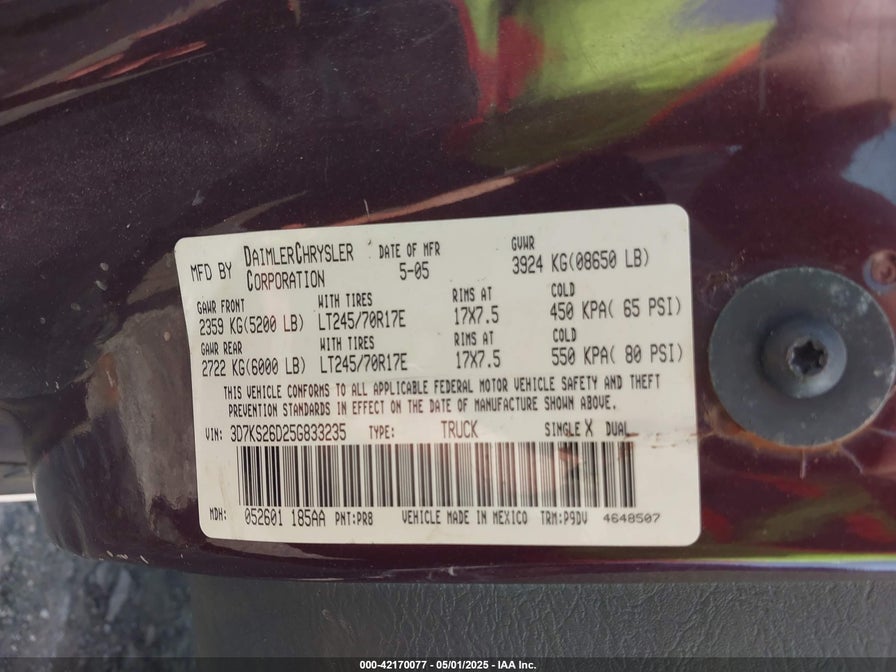 MFD BY DAIMLERCHRYSLER CORPORATION DATE OF MFR 5-05 GVWR 3924 KG(08650 LB)
GAWR FRONT WITH TIRES RIMS AT COLD
2359 KG(5200 LB) LT245/70R17E 17X7.5 450 KPA( 65 PSI)
GAWR REAR WITH TIRES RIMS AT COLD
2722 KG(6000 LB) LT245/70R17E 17X7.5 550 KPA( 80 PSI)
THIS VEHICLE CONFORMS TO ALL APPLICABLE FEDERAL MOTOR VEHICLE SAFETY AND THEFT
PREVENTION STANDARDS IN EFFECT ON THE DATE OF MANUFACTURE SHOWN ABOVE.
VIN: 3D7KS26D25G833235 TYPE: TRUCK SINGLE X DUAL
MDH: 052601 185AA PNT:PR8 VEHICLE MADE IN MEXICO TRM:P9DV 4648507
000-42170077 - 05/01/2025 - IAA Inc.